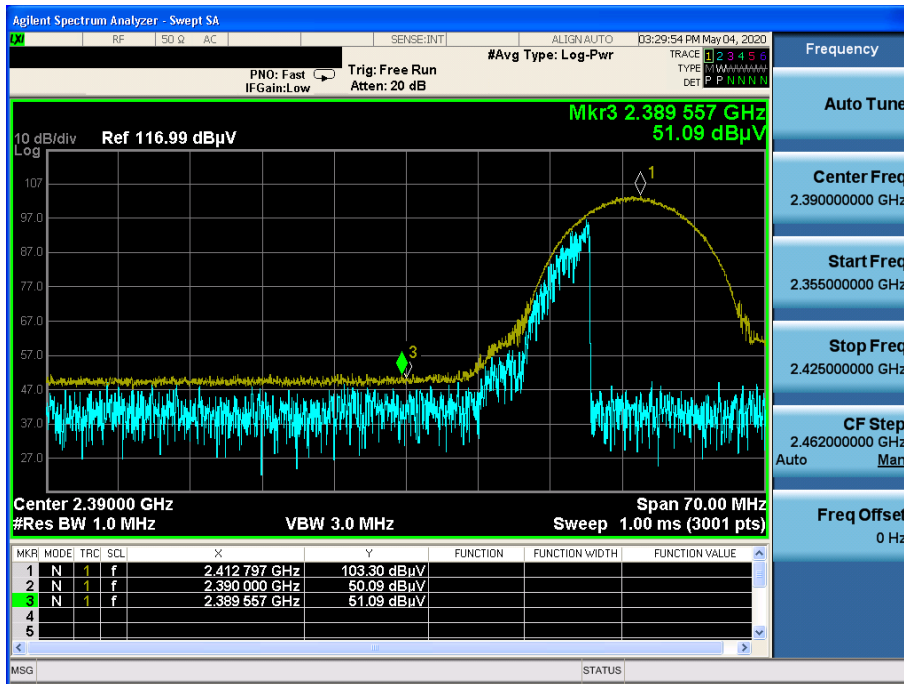 Agilent Spectrum Analyzer - Swept SA
LXI RF 50 Ω AC SENSE:INT ALIGN AUTO 03:29:54 PM May 04, 2020
PNO: Fast Trig: Free Run #Avg Type: Log-Pwr TRACE 1 2 3 4 5 6
IFGain:Low Atten: 20 dB TYPE M WWWWW
DET P P N N N N
Mkr3 2.389 557 GHz
51.09 dBµV
10 dB/div Ref 116.99 dBµV
Log
107
97.0
87.0
77.0
67.0
57.0
47.0
37.0
27.0
1
3
Center 2.39000 GHz Span 70.00 MHz
#Res BW 1.0 MHz VBW 3.0 MHz Sweep 1.00 ms (3001 pts)
MKR MODE TRC SCL X Y FUNCTION FUNCTION WIDTH FUNCTION VALUE
1 N 1 f 2.412 797 GHz 103.30 dBµV
2 N 1 f 2.390 000 GHz 50.09 dBµV
3 N 1 f 2.389 557 GHz 51.09 dBµV
4
5
MSG STATUS
Frequency
Auto Tune
Center Freq
2.390000000 GHz
Start Freq
2.355000000 GHz
Stop Freq
2.425000000 GHz
CF Step
2.462000000 GHz
Auto Man
Freq Offset
0 Hz